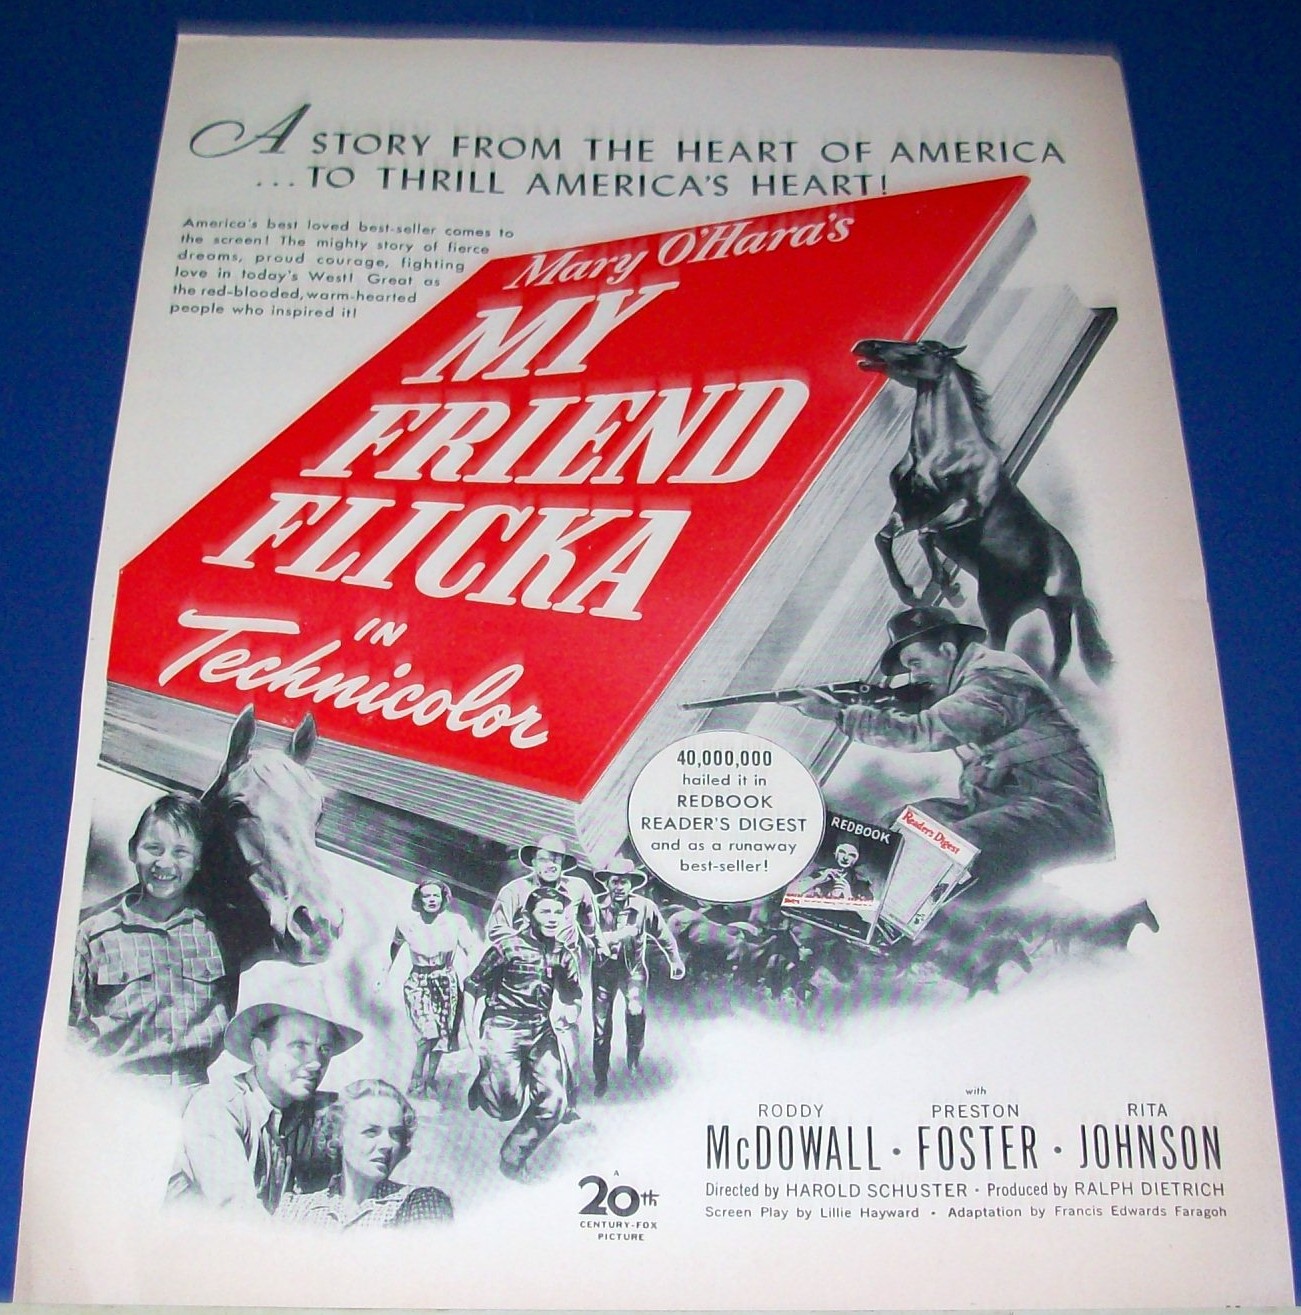 A STORY FROM THE HEART OF AMERICA
...TO THRILL AMERICA'S HEART!
America's best loved best-seller comes to
the screen! The mighty story of fierce
dreams, proud courage, fighting
love in today's West! Great as
the red-blooded, warm-hearted
people who inspired it!
Mary O'Hara's
MY
FRIEND
FLICKA
IN
Technicolor
40,000,000
hailed it in
REDBOOK
READER'S DIGEST
and as a runaway
best-seller!
REDBOOK
Reader's Digest
with
RODDY PRESTON RITA
McDOWALL · FOSTER · JOHNSON
Directed by HAROLD SCHUSTER · Produced by RALPH DIETRICH
Screen Play by Lillie Hayward · Adaptation by Francis Edwards Faragoh
A
20th
CENTURY-FOX
PICTURE